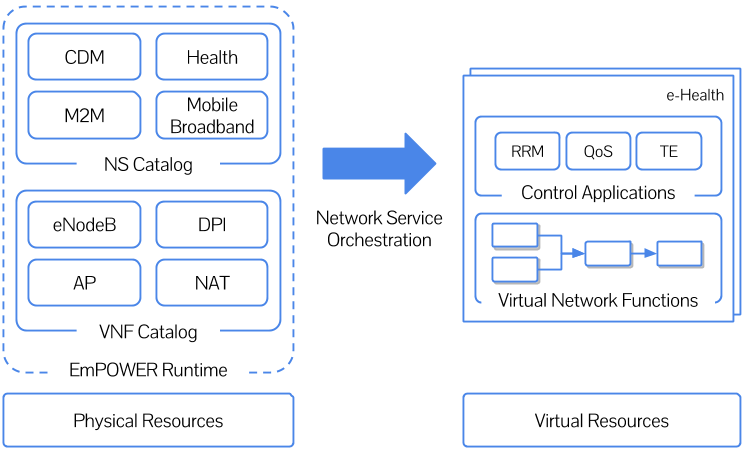 CDM
Health
M2M
Mobile
Broadband
NS Catalog
eNodeB
DPI
AP
NAT
VNF Catalog
EmPOWER Runtime
Physical Resources
Network Service
Orchestration
e-Health
RRM
QoS
TE
Control Applications
Virtual Network Functions
Virtual Resources